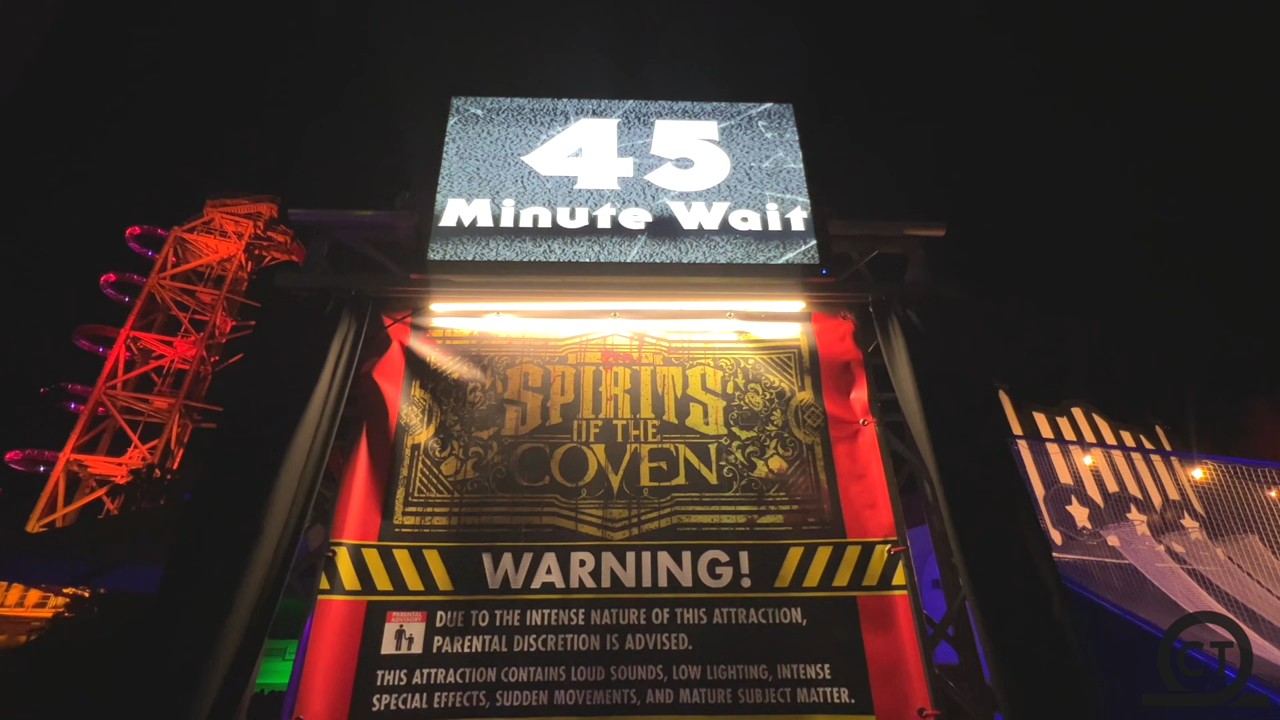 45
Minute Wait
SPIRITS
OF THE
COVEN
WARNING!
PARENTAL
ADVISORY
DUE TO THE INTENSE NATURE OF THIS ATTRACTION,
PARENTAL DISCRETION IS ADVISED.
THIS ATTRACTION CONTAINS LOUD SOUNDS, LOW LIGHTING, INTENSE
SPECIAL EFFECTS, SUDDEN MOVEMENTS, AND MATURE SUBJECT MATTER.
CT